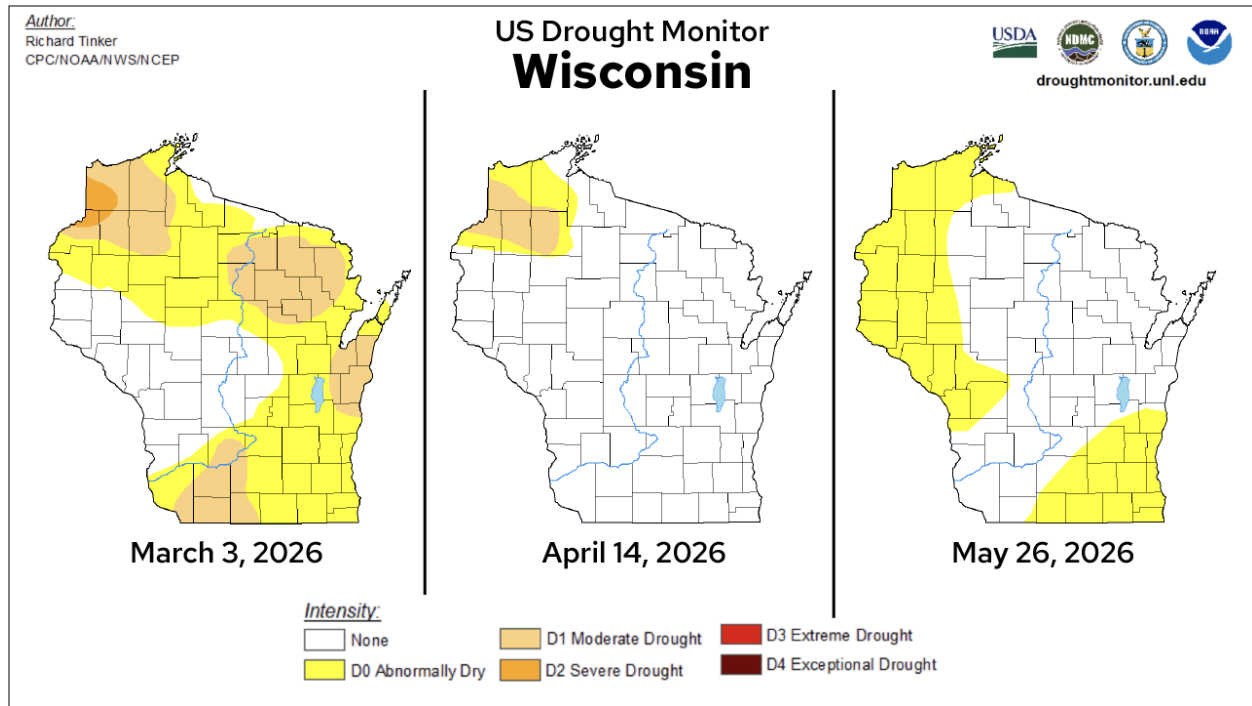 Author:
Richard Tinker
CPC/NOAA/NWS/NCEP
US Drought Monitor
Wisconsin
USDA
NDMC
NOAA
droughtmonitor.unl.edu
March 3, 2026
April 14, 2026
May 26, 2026
Intensity:
None
D0 Abnormally Dry
D1 Moderate Drought
D2 Severe Drought
D3 Extreme Drought
D4 Exceptional Drought